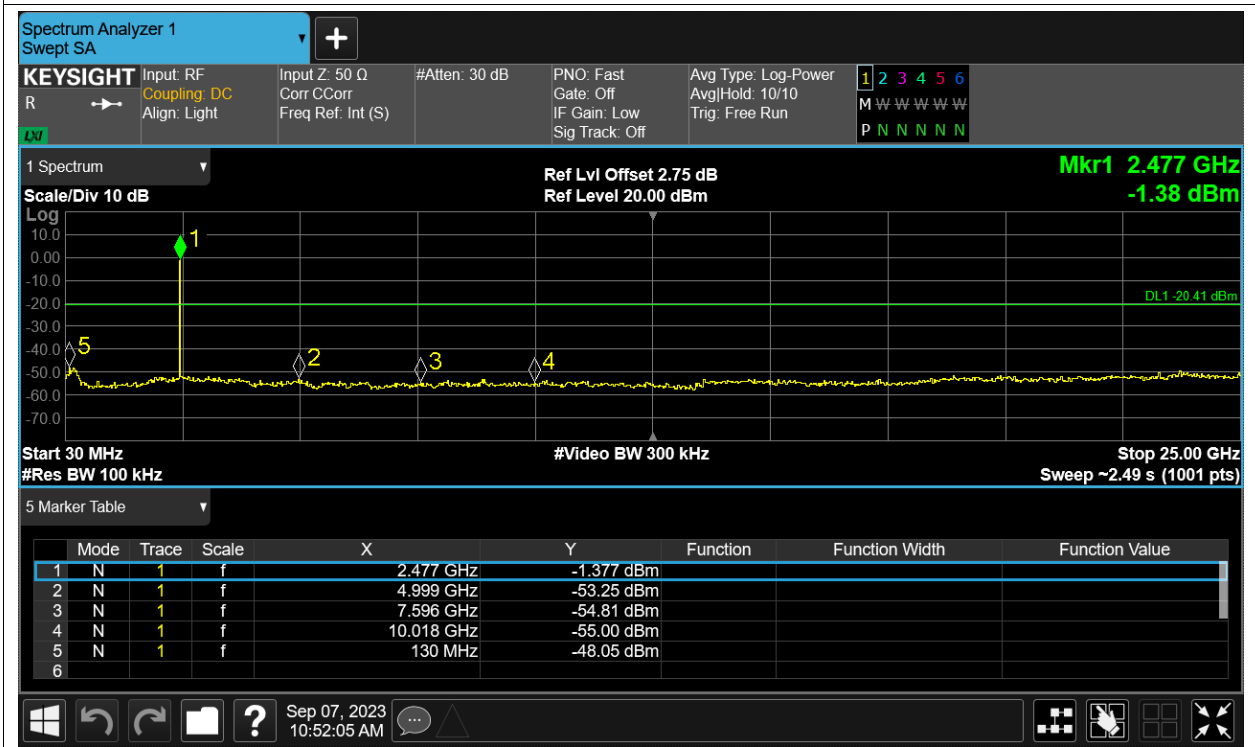 Spectrum Analyzer 1
Swept SA
KEYSIGHT Input: RF Input Z: 50 Ω #Atten: 30 dB PNO: Fast Avg Type: Log-Power 1 2 3 4 5 6
R Coupling: DC Corr CCorr Gate: Off Avg|Hold: 10/10 M W W W W W
Align: Light Freq Ref: Int (S) IF Gain: Low Trig: Free Run
LXI Sig Track: Off P N N N N N
1 Spectrum Ref Lvl Offset 2.75 dB Mkr1 2.477 GHz
Scale/Div 10 dB Ref Level 20.00 dBm -1.38 dBm
Log
10.0 1
0.00
-10.0
-20.0 DL1 -20.41 dBm
-30.0
-40.0 5 2 3 4
-50.0
-60.0
-70.0
Start 30 MHz #Video BW 300 kHz Stop 25.00 GHz
#Res BW 100 kHz Sweep ~2.49 s (1001 pts)
5 Marker Table
Mode Trace Scale X Y Function Function Width Function Value
1 N 1 f 2.477 GHz -1.377 dBm
2 N 1 f 4.999 GHz -53.25 dBm
3 N 1 f 7.596 GHz -54.81 dBm
4 N 1 f 10.018 GHz -55.00 dBm
5 N 1 f 130 MHz -48.05 dBm
6
? Sep 07, 2023
10:52:05 AM